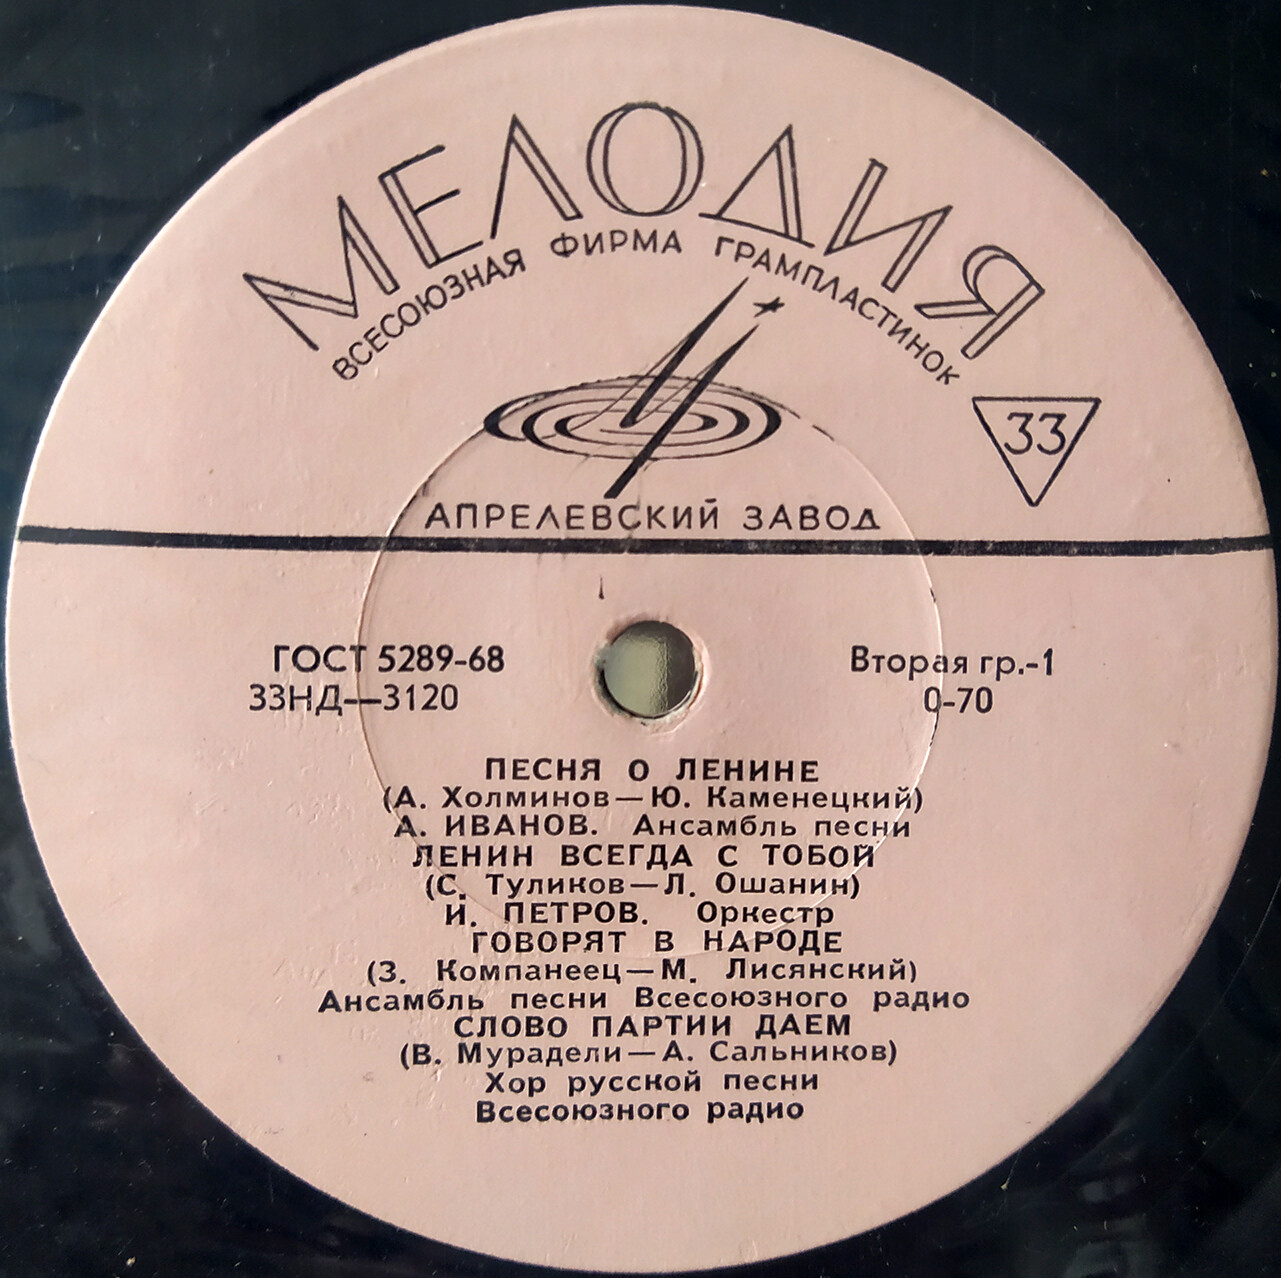 МЕЛОДИЯ
ВСЕСОЮЗНАЯ ФИРМА ГРАМПЛАСТИНОК
33
АПРЕЛЕВСКИЙ ЗАВОД
ГОСТ 5289-68
Вторая гр.-1
33НД—3120
0-70
ПЕСНЯ О ЛЕНИНЕ
(А. Холминов—Ю. Каменецкий)
А. ИВАНОВ. Ансамбль песни
ЛЕНИН ВСЕГДА С ТОБОЙ
(С. Туликов—Л. Ошанин)
И. ПЕТРОВ. Оркестр
ГОВОРЯТ В НАРОДЕ
(З. Компанеец—М. Лисянский)
Ансамбль песни Всесоюзного радио
СЛОВО ПАРТИИ ДАЕМ
(В. Мурадели—А. Сальников)
Хор русской песни
Всесоюзного радио